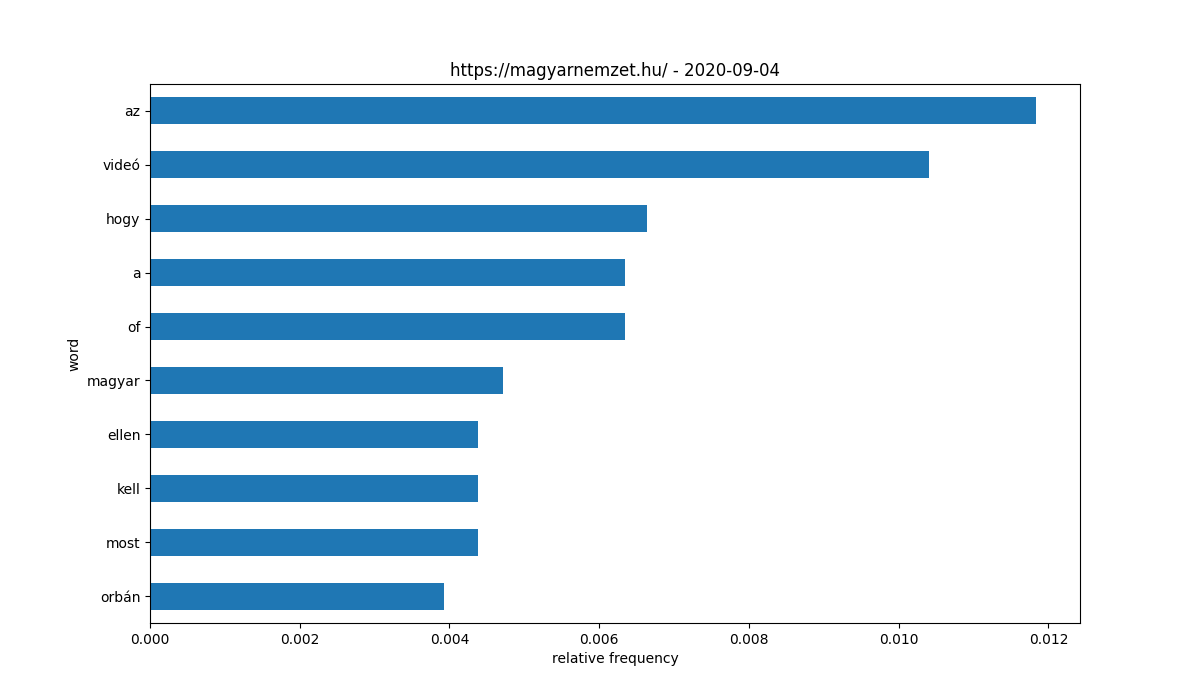 https://magyarnemzet.hu/ - 2020-09-04
az
videó
hogy
a
of
magyar
ellen
kell
most
orbán
word
0.000 0.002 0.004 0.006 0.008 0.010 0.012
relative frequency